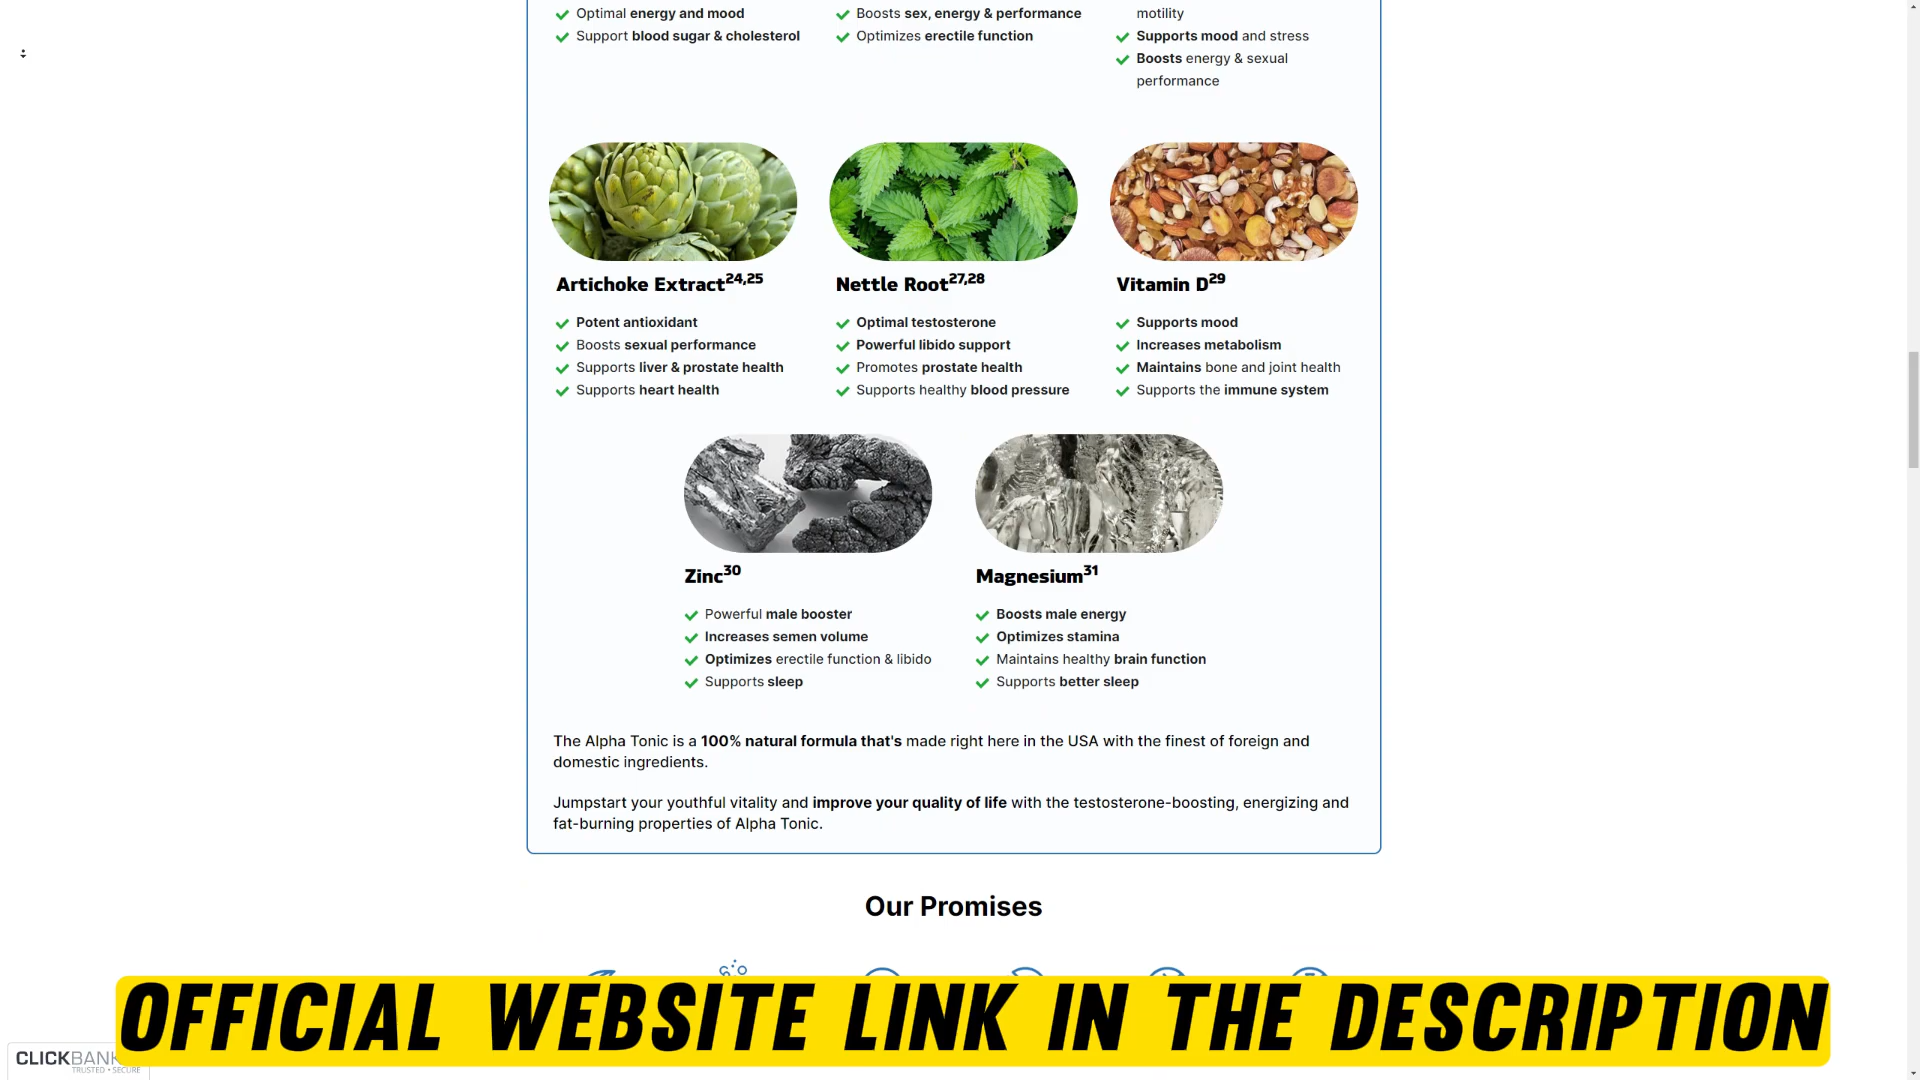 Optimal energy and mood
Support blood sugar & cholesterol
Boosts sex, energy & performance
Optimizes erectile function
motility
Supports mood and stress
Boosts energy & sexual
performance
Artichoke Extract24,25
Potent antioxidant
Boosts sexual performance
Supports liver & prostate health
Supports heart health
Nettle Root27,28
Optimal testosterone
Powerful libido support
Promotes prostate health
Supports healthy blood pressure
Vitamin D29
Supports mood
Increases metabolism
Maintains bone and joint health
Supports the immune system
Zinc30
Powerful male booster
Increases semen volume
Optimizes erectile function & libido
Supports sleep
Magnesium31
Boosts male energy
Optimizes stamina
Maintains healthy brain function
Supports better sleep
The Alpha Tonic is a 100% natural formula that's made right here in the USA with the finest of foreign and
domestic ingredients.
Jumpstart your youthful vitality and improve your quality of life with the testosterone-boosting, energizing and
fat-burning properties of Alpha Tonic.
Our Promises
OFFICIAL WEBSITE LINK IN THE DESCRIPTION
CLICKBANK
TRUSTED • SECURE